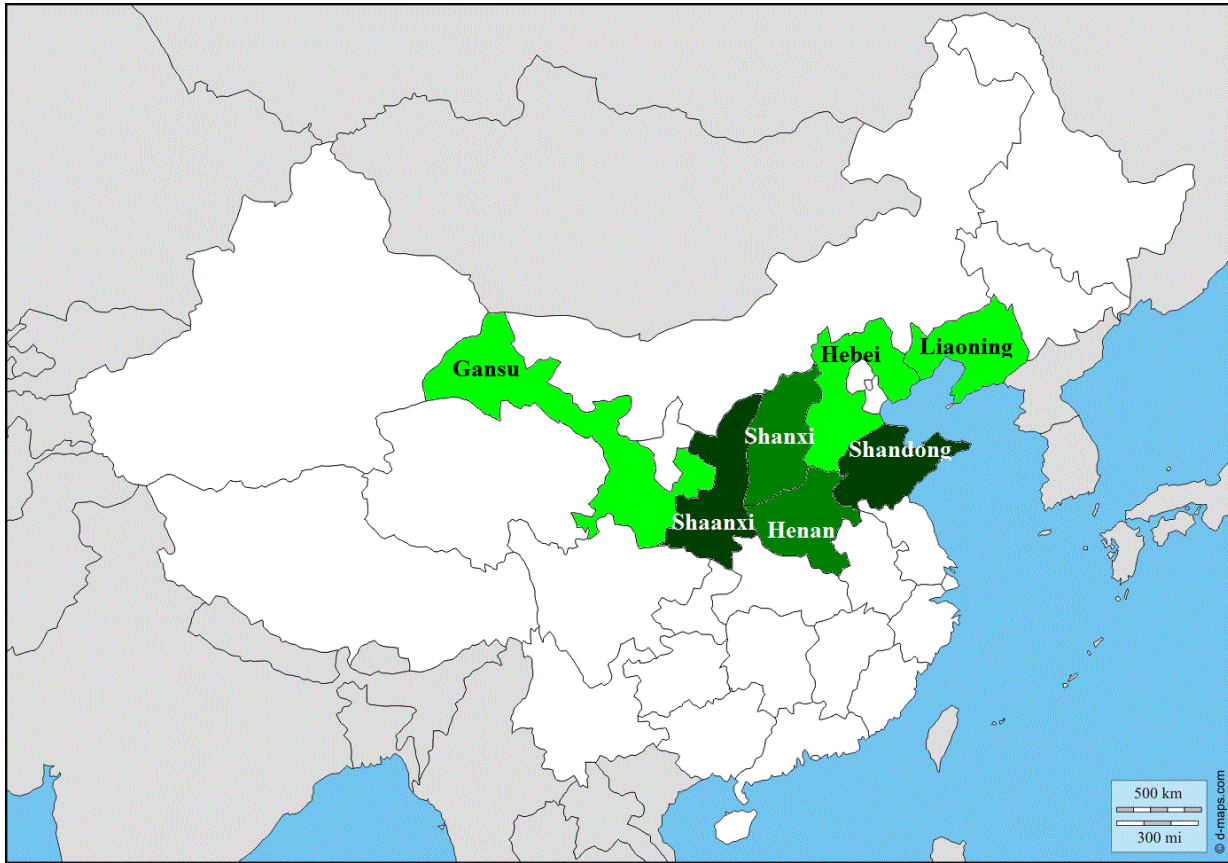 Liaoning
Hebei
Gansu
Shanxi
Shandong
Shaanxi
Henan
500 km
300 mi
© d-maps.com